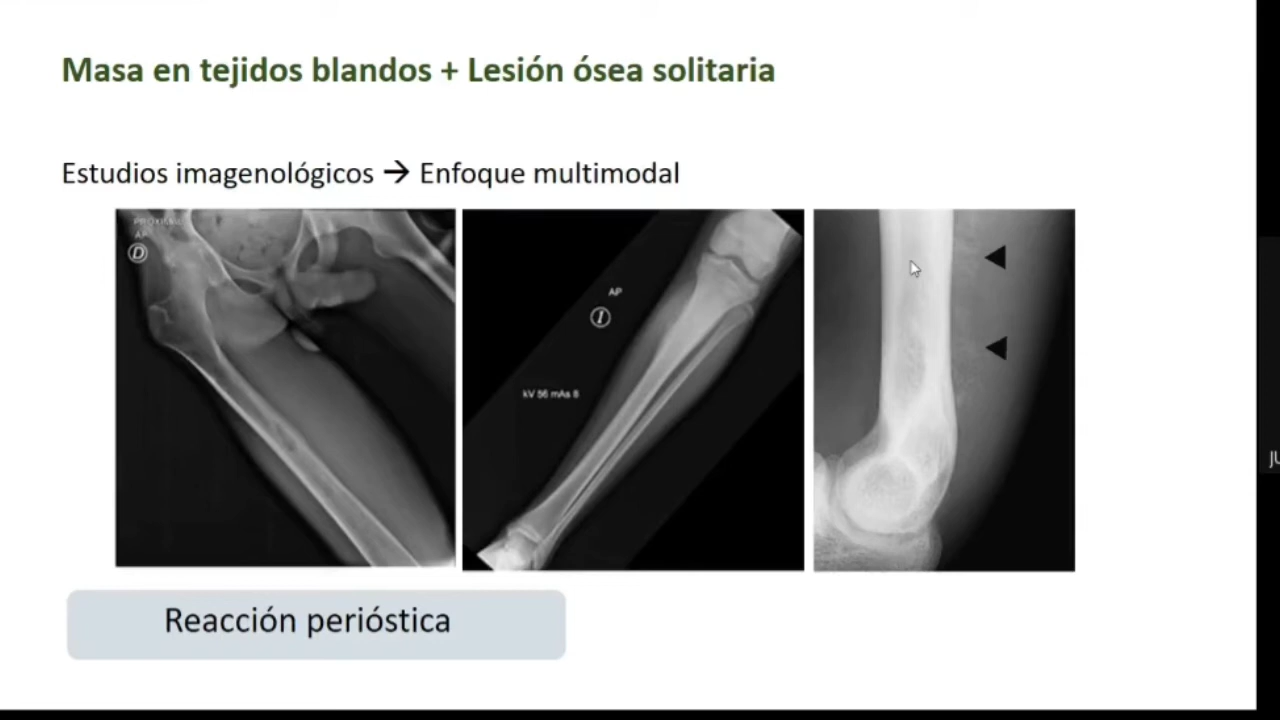 Masa en tejidos blandos + Lesión ósea solitaria
Estudios imagenológicos → Enfoque multimodal
AP
D
AP
I
kV 56 mAs 8
Reacción perióstica